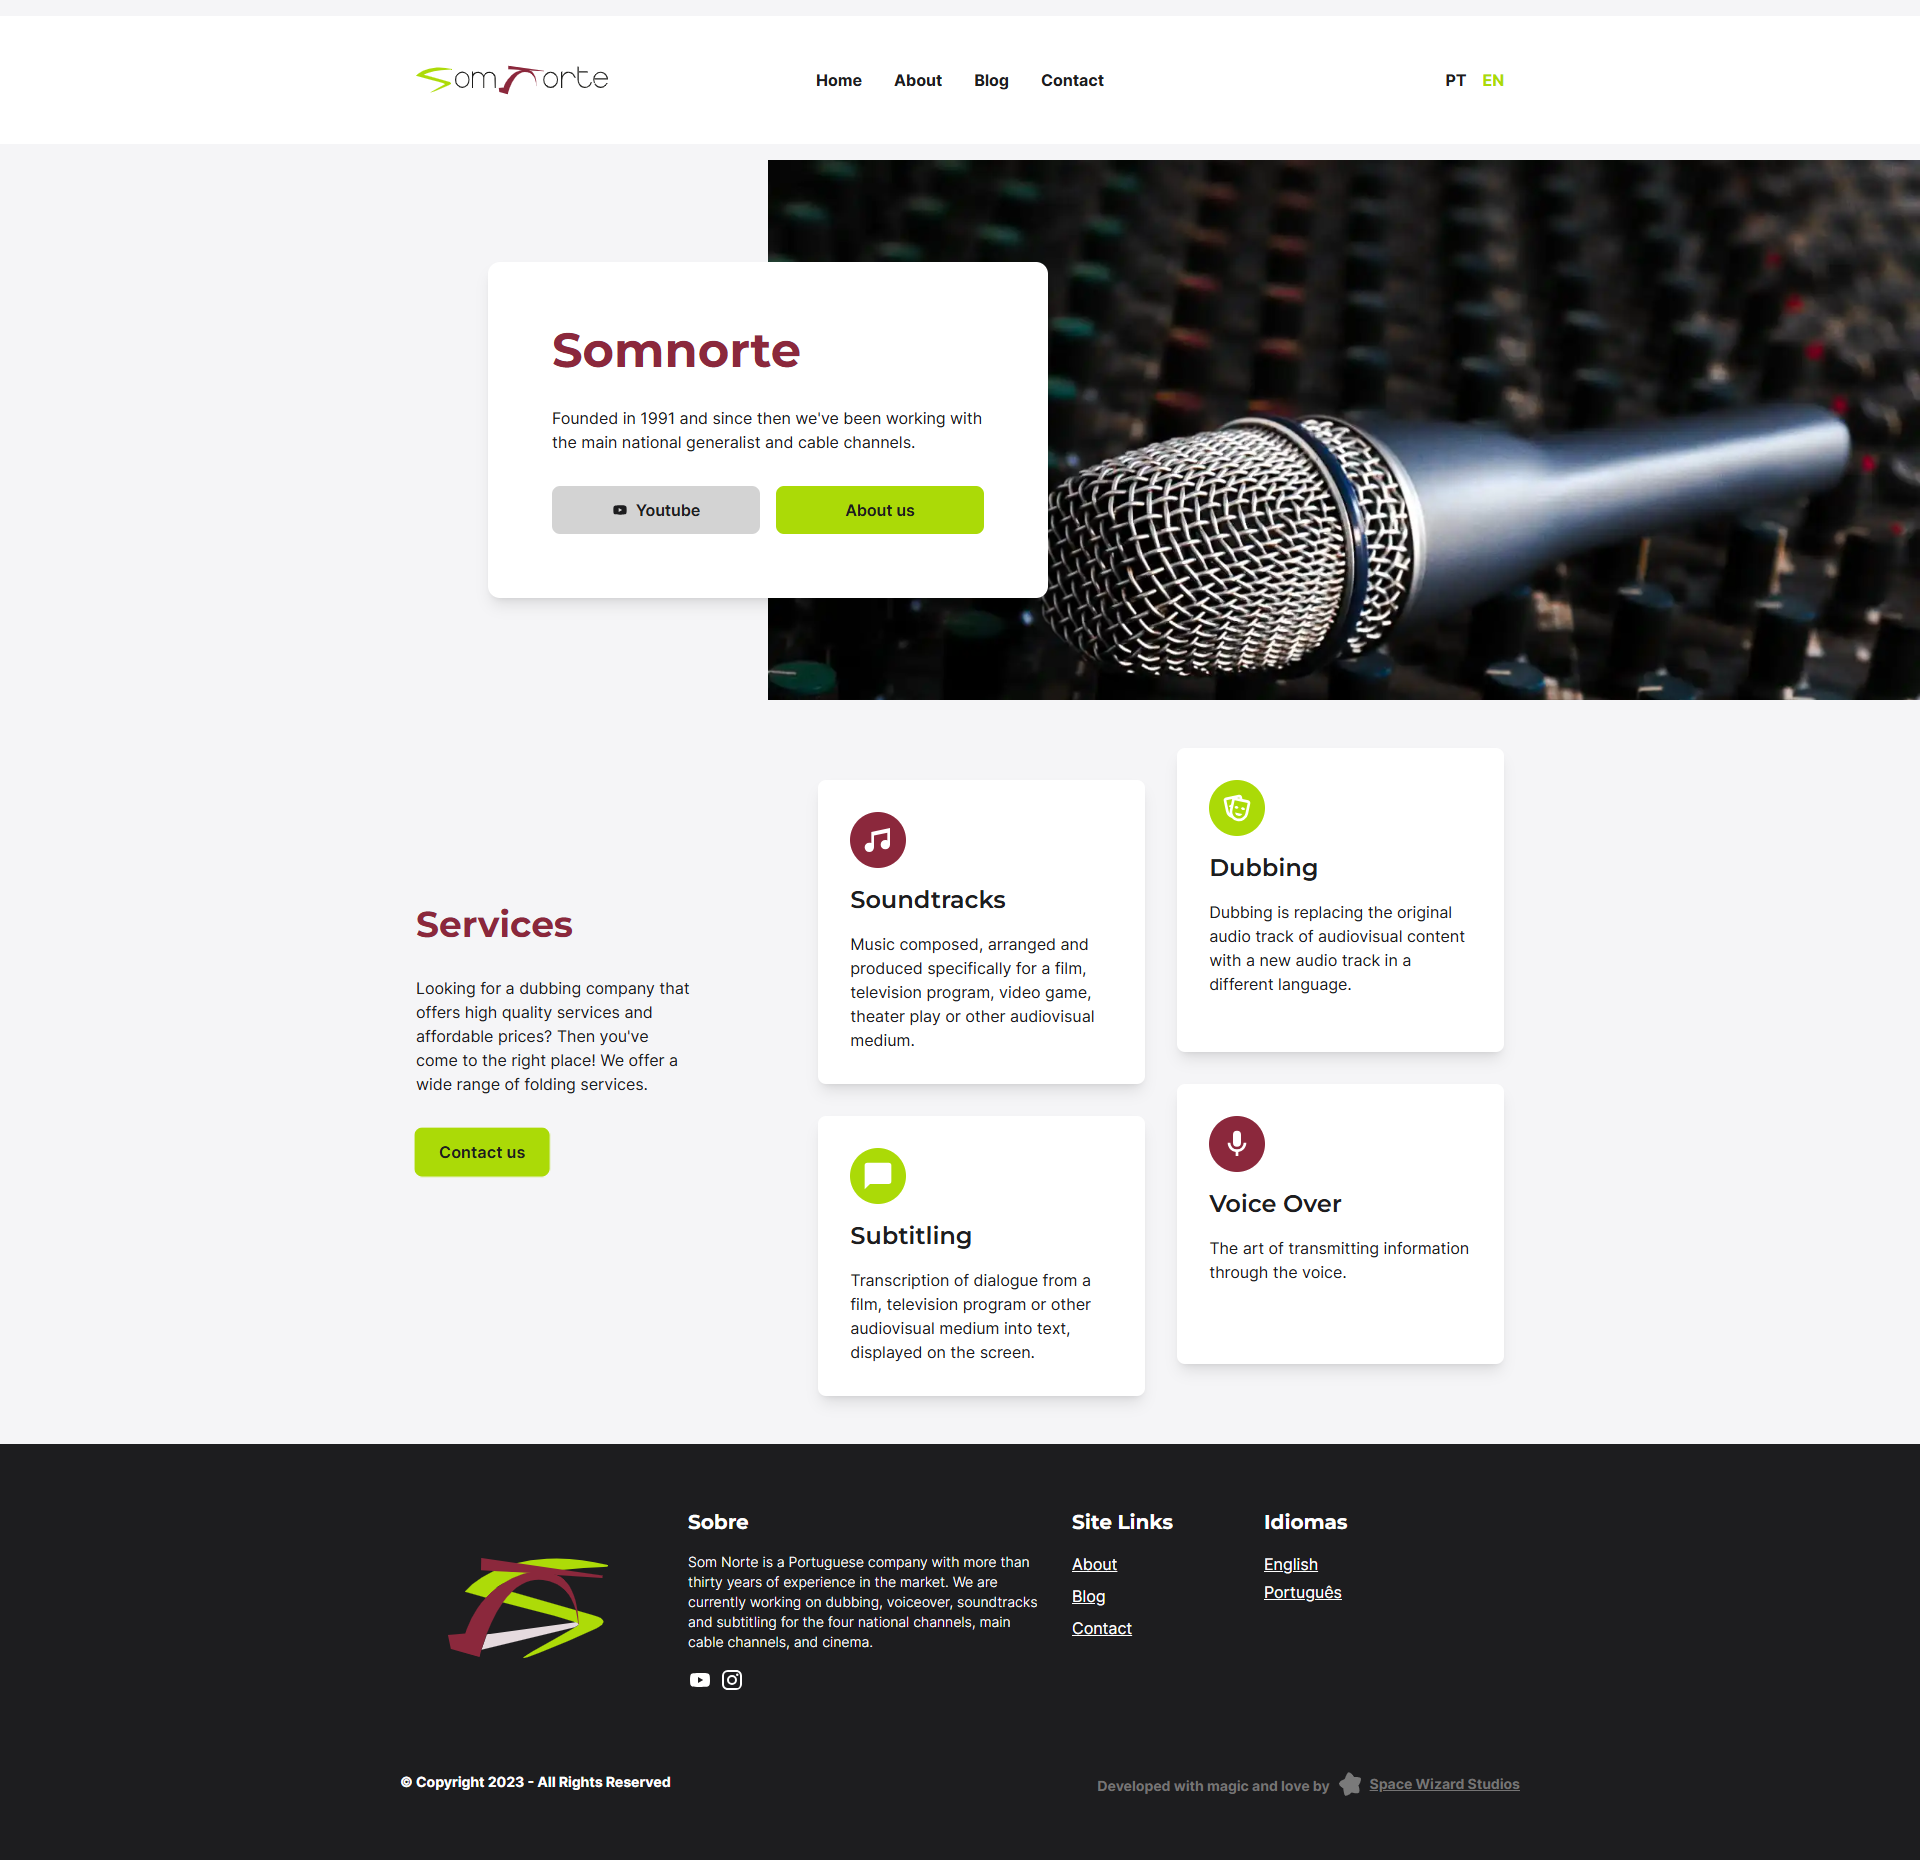 Som Norte
Home About Blog Contact
PT EN
Somnorte
Founded in 1991 and since then we've been working with
the main national generalist and cable channels.
Youtube
About us
Services
Looking for a dubbing company that
offers high quality services and
affordable prices? Then you've
come to the right place! We offer a
wide range of folding services.
Contact us
Soundtracks
Music composed, arranged and
produced specifically for a film,
television program, video game,
theater play or other audiovisual
medium.
Dubbing
Dubbing is replacing the original
audio track of audiovisual content
with a new audio track in a
different language.
Subtitling
Transcription of dialogue from a
film, television program or other
audiovisual medium into text,
displayed on the screen.
Voice Over
The art of transmitting information
through the voice.
Sobre
Som Norte is a Portuguese company with more than
thirty years of experience in the market. We are
currently working on dubbing, voiceover, soundtracks
and subtitling for the four national channels, main
cable channels, and cinema.
Site Links
About
Blog
Contact
Idiomas
English
Português
© Copyright 2023 - All Rights Reserved
Developed with magic and love by Space Wizard Studios